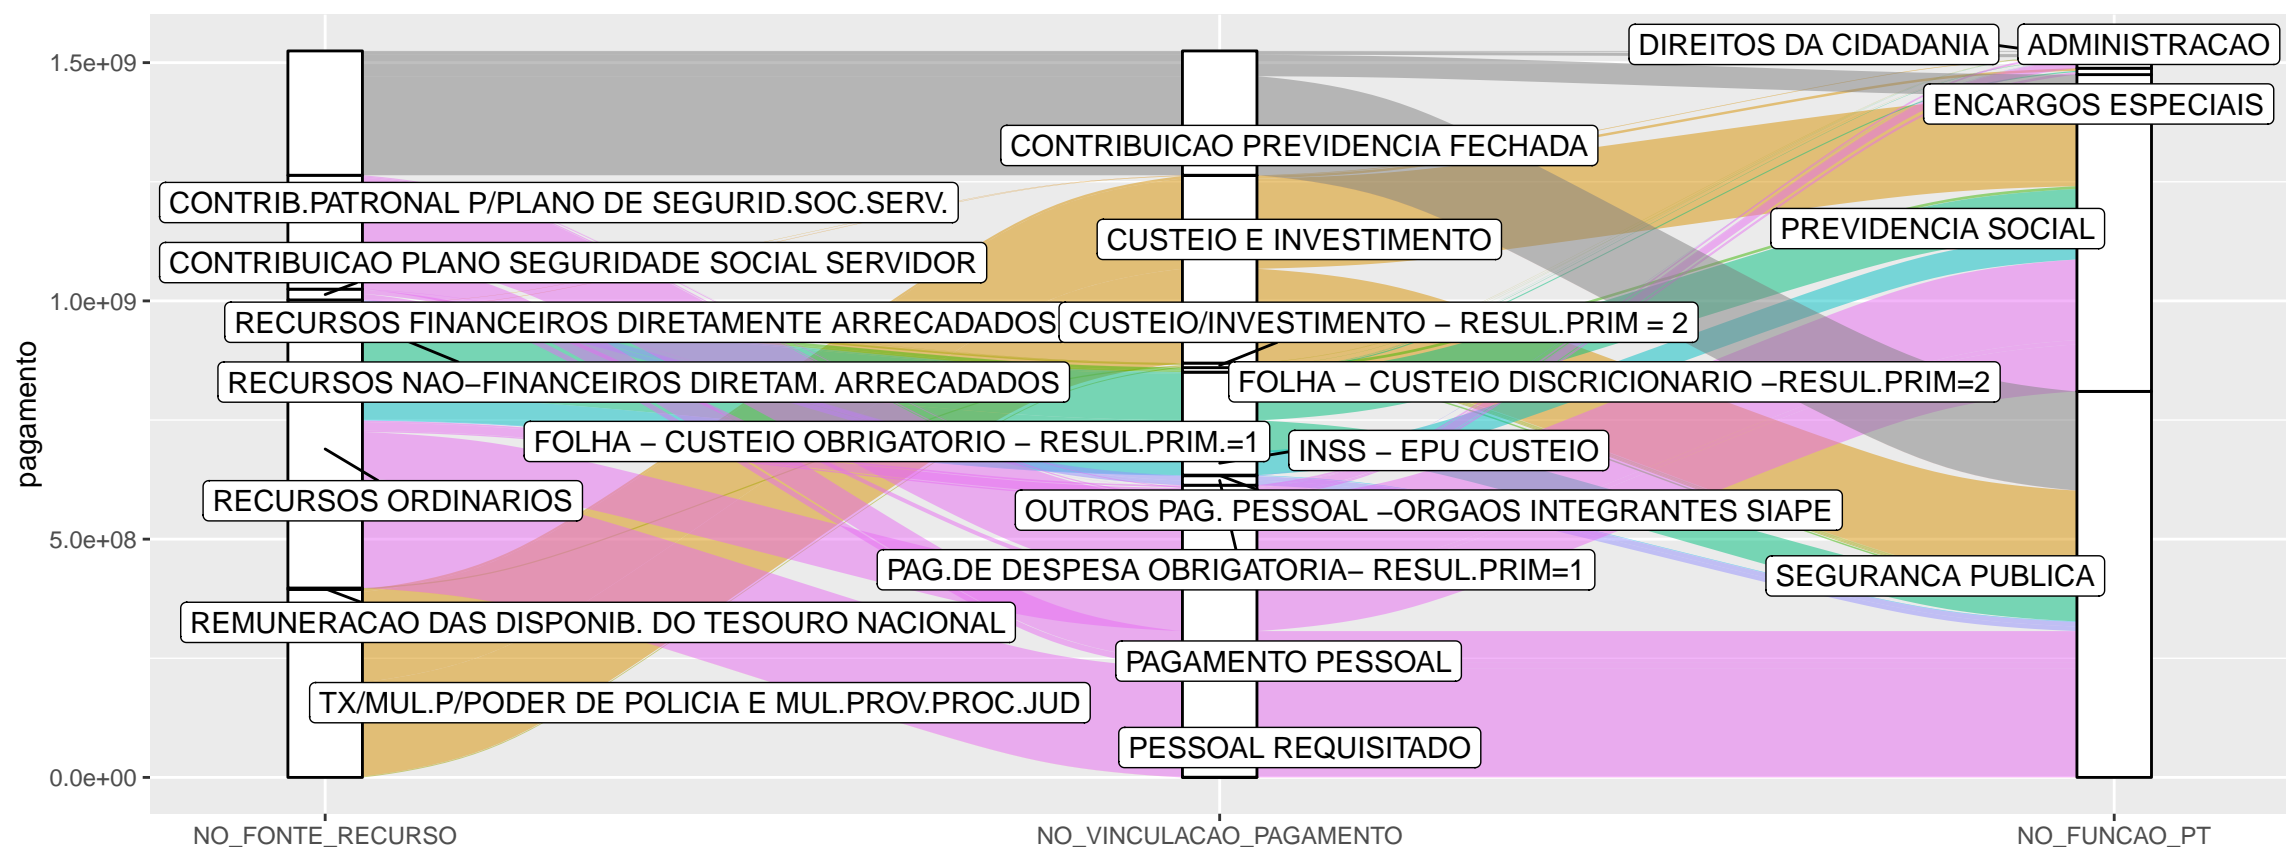 pagamento
1.5e+09
1.0e+09
5.0e+08
0.0e+00
CONTRIB.PATRONAL P/PLANO DE SEGURID.SOC.SERV.
CONTRIBUICAO PLANO SEGURIDADE SOCIAL SERVIDOR
RECURSOS FINANCEIROS DIRETAMENTE ARRECADADOS
RECURSOS NAO−FINANCEIROS DIRETAM. ARRECADADOS
RECURSOS ORDINARIOS
REMUNERACAO DAS DISPONIB. DO TESOURO NACIONAL
TX/MUL.P/PODER DE POLICIA E MUL.PROV.PROC.JUD
CONTRIBUICAO PREVIDENCIA FECHADA
CUSTEIO E INVESTIMENTO
CUSTEIO/INVESTIMENTO − RESUL.PRIM = 2
FOLHA − CUSTEIO DISCRICIONARIO −RESUL.PRIM=2
FOLHA − CUSTEIO OBRIGATORIO − RESUL.PRIM.=1
INSS − EPU CUSTEIO
OUTROS PAG. PESSOAL −ORGAOS INTEGRANTES SIAPE
PAG.DE DESPESA OBRIGATORIA− RESUL.PRIM=1
PAGAMENTO PESSOAL
PESSOAL REQUISITADO
DIREITOS DA CIDADANIA
ADMINISTRACAO
ENCARGOS ESPECIAIS
PREVIDENCIA SOCIAL
SEGURANCA PUBLICA
NO_FONTE_RECURSO
NO_VINCULACAO_PAGAMENTO
NO_FUNCAO_PT